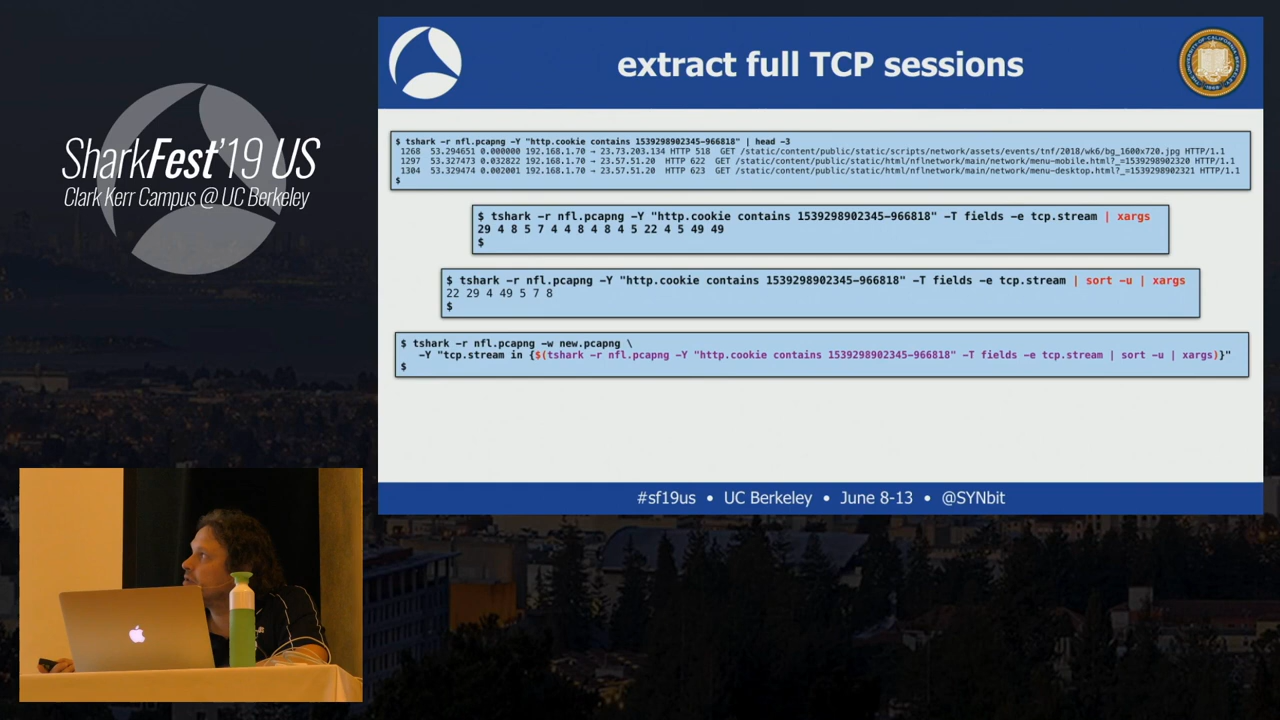 SharkFest'19 US
Clark Kerr Campus @ UC Berkeley
extract full TCP sessions
$ tshark -r nfl.pcapng -Y "http.cookie contains 1539298902345-966818" | head -3
1268 53.294651 0.000000 192.168.1.70 → 23.73.203.134 HTTP 518 GET /static/content/public/static/scripts/network/assets/events/tnf/2018/wk6/bg_1600x720.jpg HTTP/1.1
1297 53.327473 0.032822 192.168.1.70 → 23.57.51.20 HTTP 622 GET /static/content/public/static/html/nflnetwork/main/network/menu-mobile.html?_=1539298902320 HTTP/1.1
1304 53.329474 0.002001 192.168.1.70 → 23.57.51.20 HTTP 623 GET /static/content/public/static/html/nflnetwork/main/network/menu-desktop.html?_=1539298902321 HTTP/1.1
$
$ tshark -r nfl.pcapng -Y "http.cookie contains 1539298902345-966818" -T fields -e tcp.stream | xargs
29 4 8 5 7 4 4 8 4 8 4 5 22 4 5 49 49
$
$ tshark -r nfl.pcapng -Y "http.cookie contains 1539298902345-966818" -T fields -e tcp.stream | sort -u | xargs
22 29 4 49 5 7 8
$
$ tshark -r nfl.pcapng -w new.pcapng \
-Y "tcp.stream in {$(tshark -r nfl.pcapng -Y "http.cookie contains 1539298902345-966818" -T fields -e tcp.stream | sort -u | xargs)}"
$
#sf19us • UC Berkeley • June 8-13 • @SYNbit